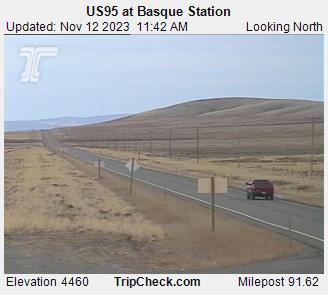 US95 at Basque Station
Updated: Nov 12 2023 11:42 AM Looking North
Elevation 4460 TripCheck.com Milepost 91.62